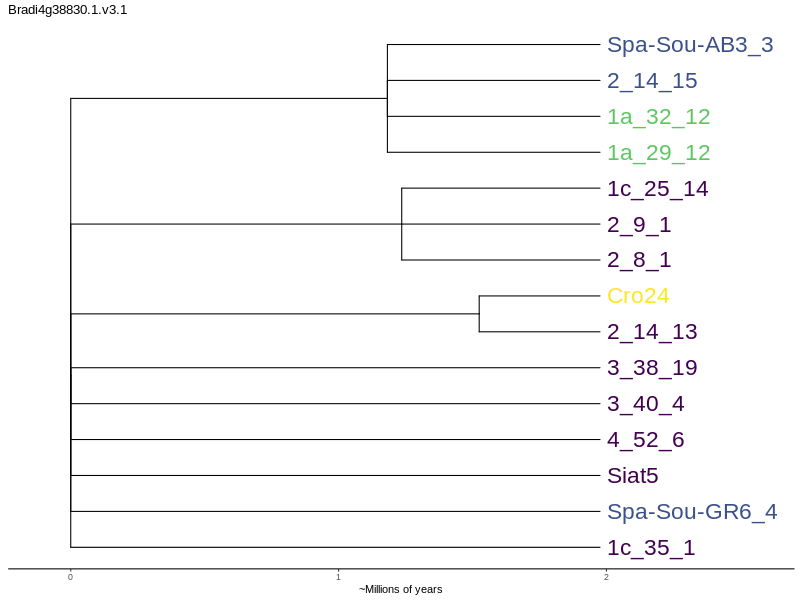 Bradi4g38830.1.v3.1
Spa-Sou-AB3_3
2_14_15
1a_32_12
1a_29_12
1c_25_14
2_9_1
2_8_1
Cro24
2_14_13
3_38_19
3_40_4
4_52_6
Siat5
Spa-Sou-GR6_4
1c_35_1
0 1 2
~Millions of years